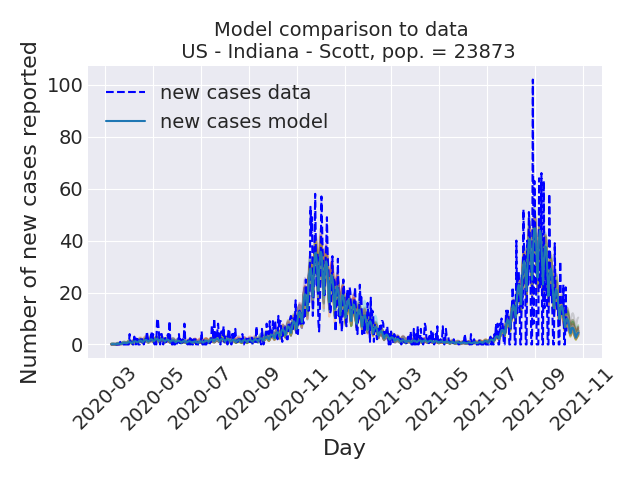 Model comparison to data
US - Indiana - Scott, pop. = 23873
Number of new cases reported
100
80
60
40
20
0
new cases data
new cases model
2020-03
2020-05
2020-07
2020-09
2020-11
2021-01
2021-03
2021-05
2021-07
2021-09
2021-11
Day